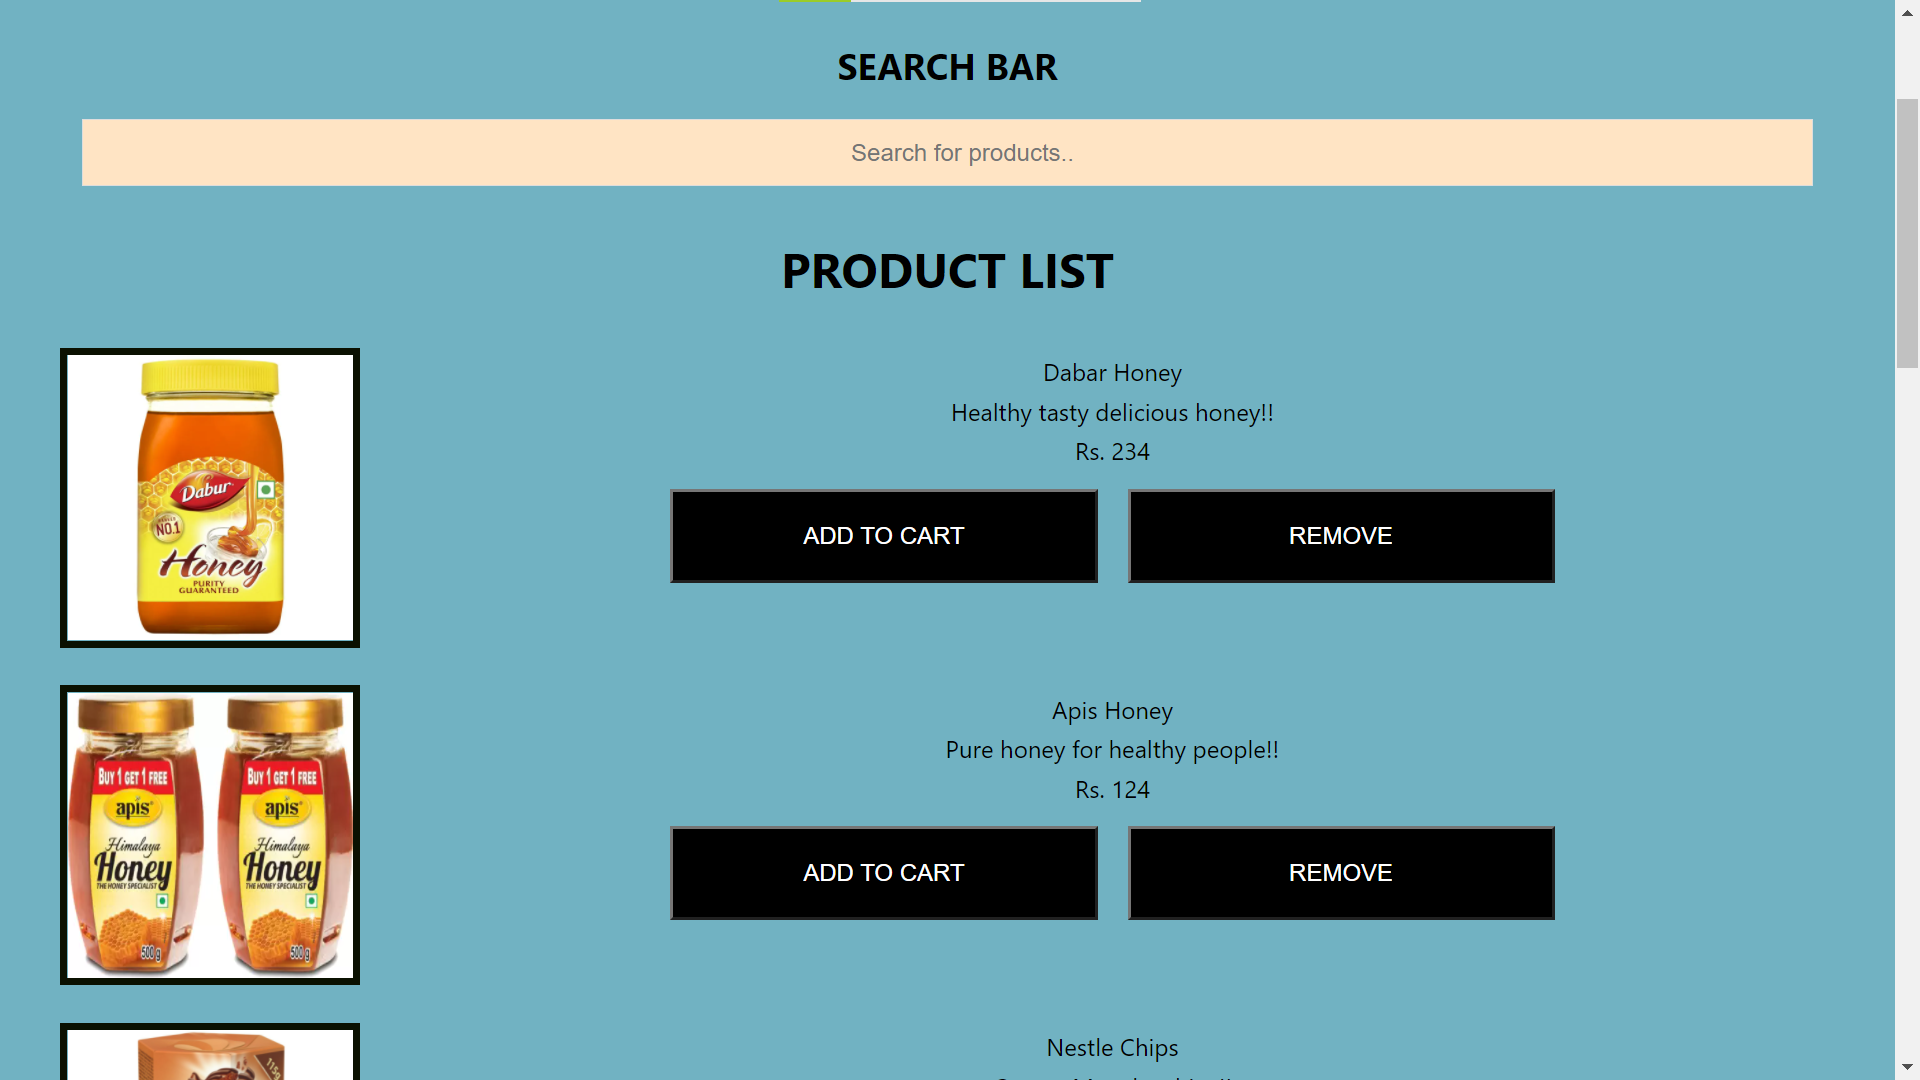 SEARCH BAR
Search for products..
PRODUCT LIST
Dabur
NO.1
Honey
PURITY
GUARANTEED
Dabar Honey
Healthy tasty delicious honey!!
Rs. 234
ADD TO CART
REMOVE
BUY 1 GET 1 FREE
apis
Himalaya
Honey
THE HONEY SPECIALIST
500 g
BUY 1 GET 1 FREE
apis
Himalaya
Honey
THE HONEY SPECIALIST
500 g
Apis Honey
Pure honey for healthy people!!
Rs. 124
ADD TO CART
REMOVE
115g
Nestle Chips